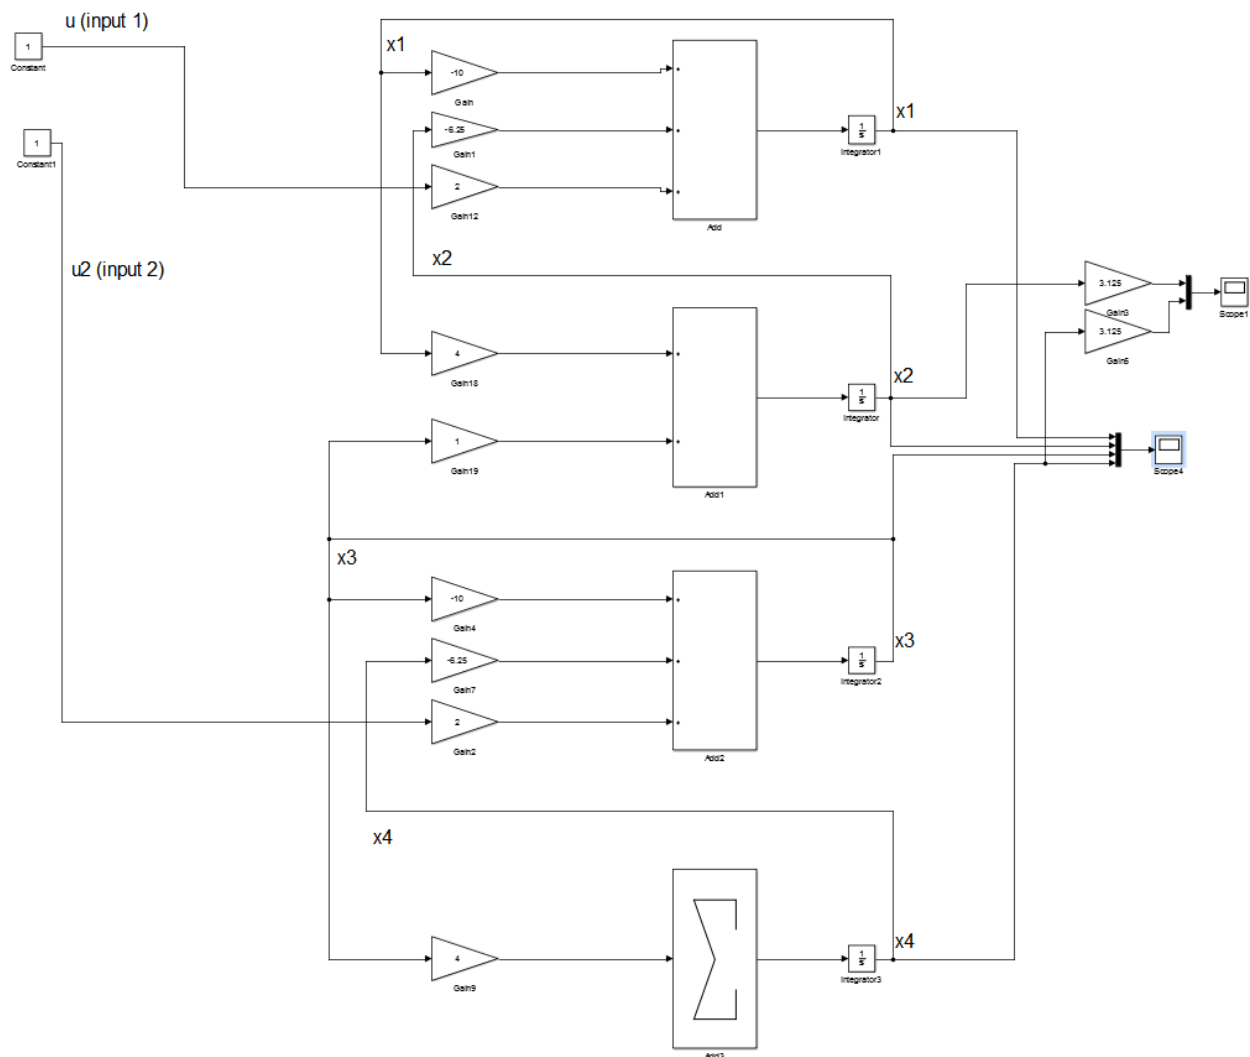 u (input 1)
1
Constant
x1
-10
Gain
-6.25
Gain1
2
Gain12
Add
1
s
Integrator1
x1
1
Constant1
u2 (input 2)
x2
3.125
Gain3
3.125
Gain5
Scope1
4
Gain18
1
Gain19
Add1
x2
1
s
Integrator
Scope4
x3
-10
Gain4
-6.25
Gain7
2
Gain2
Add2
x3
1
s
Integrator2
x4
4
Gain9
Add3
x4
1
s
Integrator3